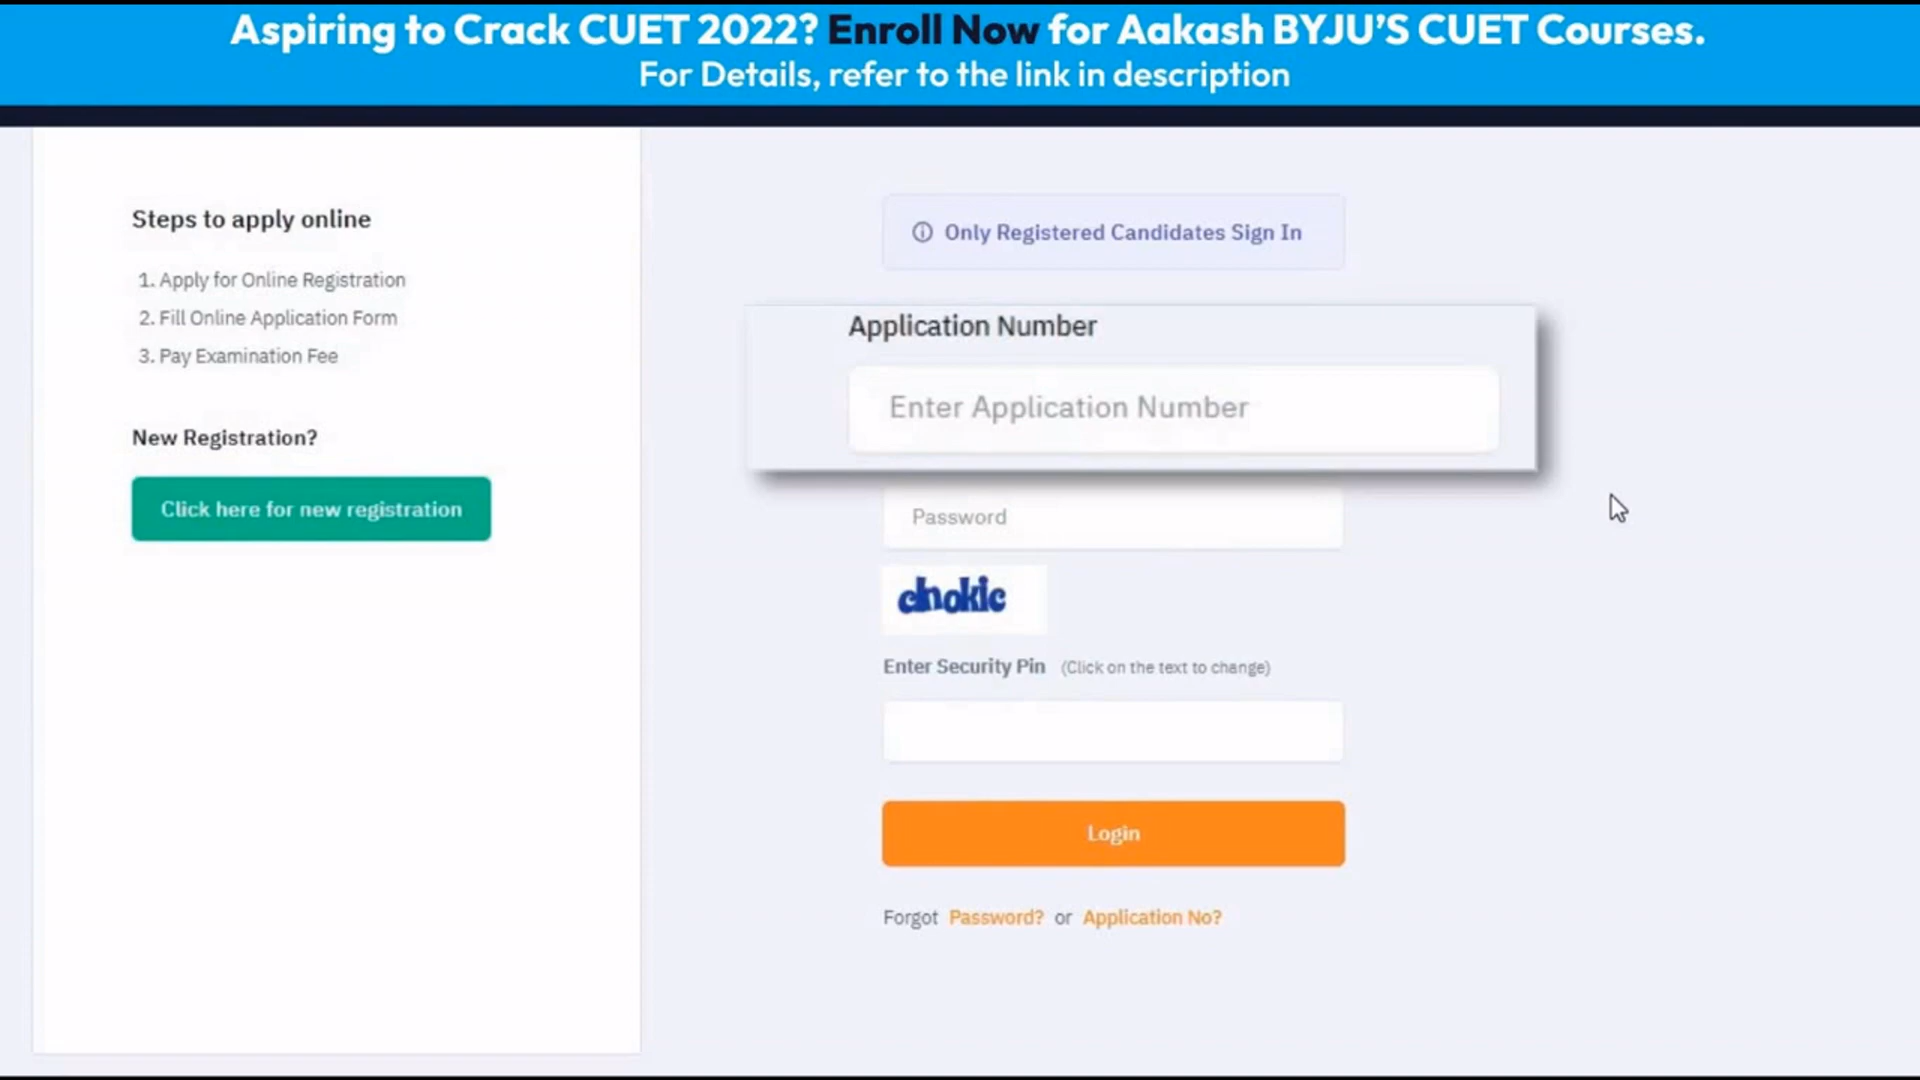 Aspiring to Crack CUET 2022? Enroll Now for Aakash BYJU'S CUET Courses.
For Details, refer to the link in description
Steps to apply online
1. Apply for Online Registration
2. Fill Online Application Form
3. Pay Examination Fee
New Registration?
Click here for new registration
Only Registered Candidates Sign In
Application Number
Enter Application Number
Password
Enter Security Pin (Click on the text to change)
Login
Forgot Password? or Application No?